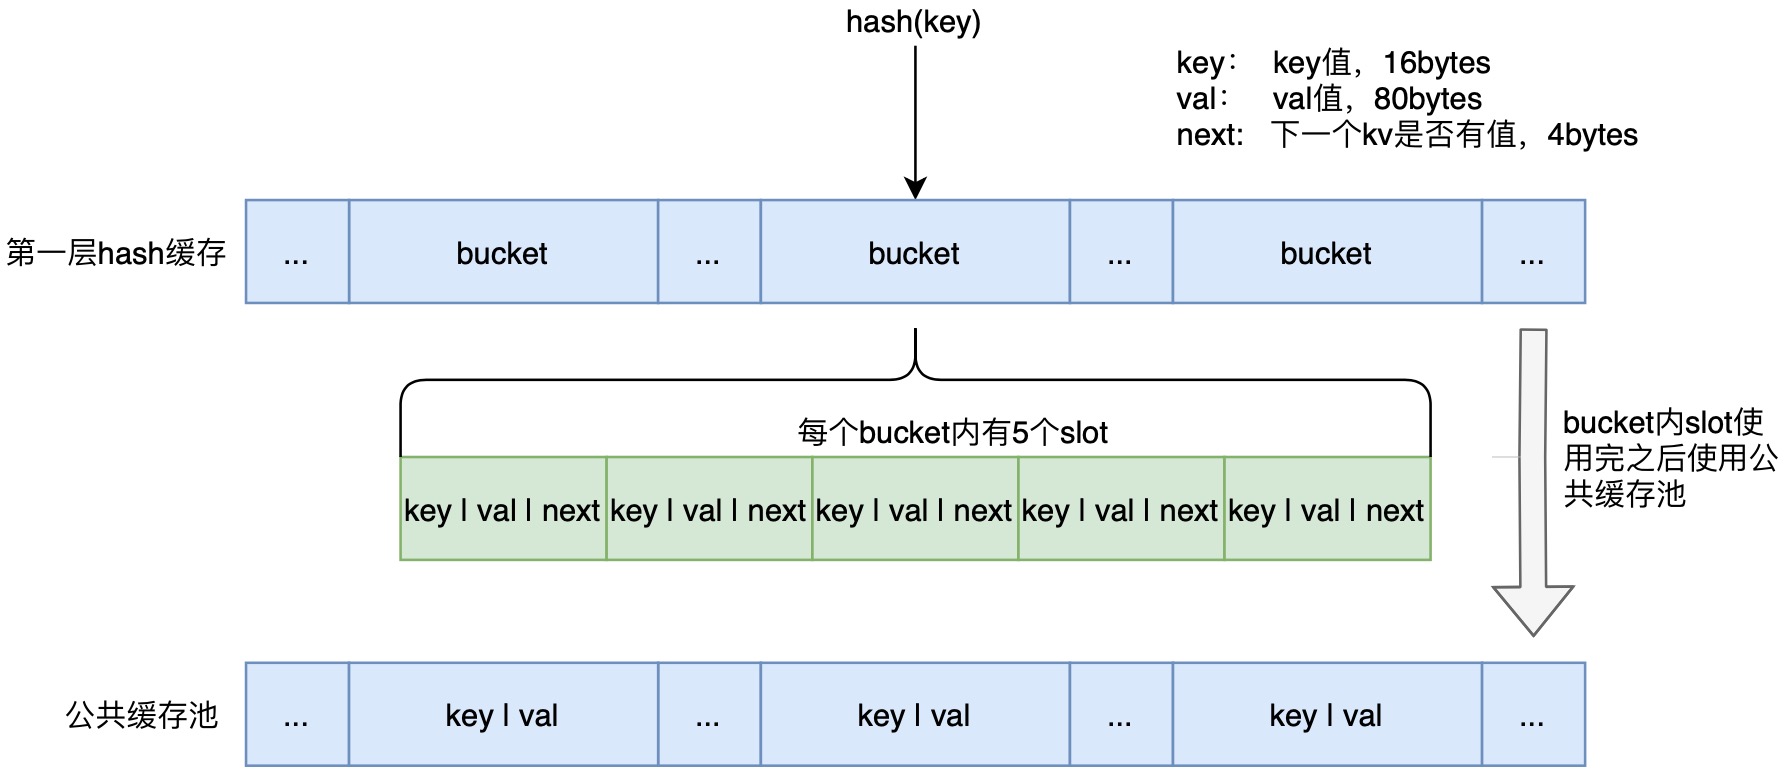 hash(key)
key： key值，16bytes
val： val值，80bytes
next: 下一个kv是否有值，4bytes
第一层hash缓存
... bucket ... bucket ... bucket ...
每个bucket内有5个slot
key | val | next key | val | next key | val | next key | val | next key | val | next
bucket内slot使
用完之后使用公
共缓存池
公共缓存池
... key | val ... key | val ... key | val ...